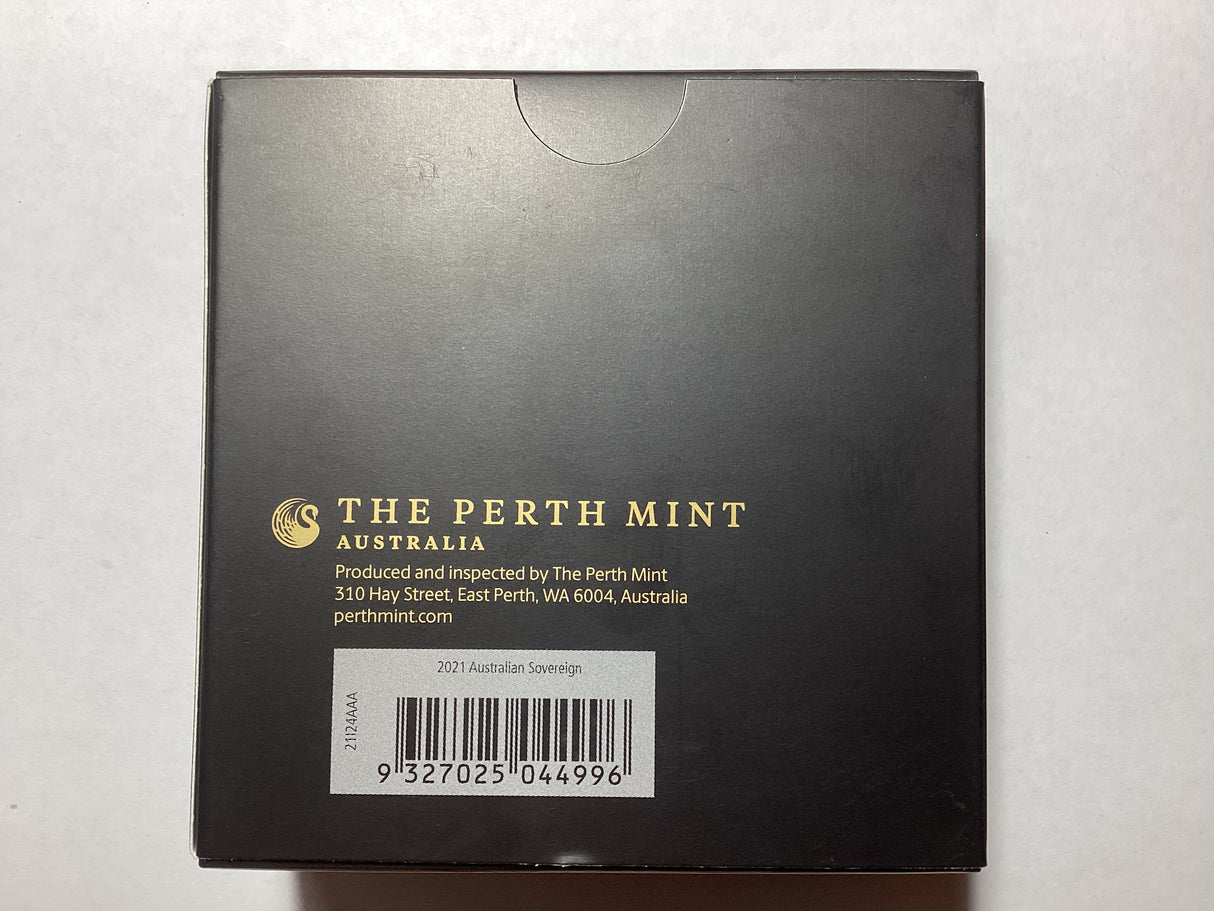 THE PERTH MINT
AUSTRALIA
Produced and inspected by The Perth Mint
310 Hay Street, East Perth, WA 6004, Australia
perthmint.com
2021 Australian Sovereign
21I24AAA
9 327025 044996